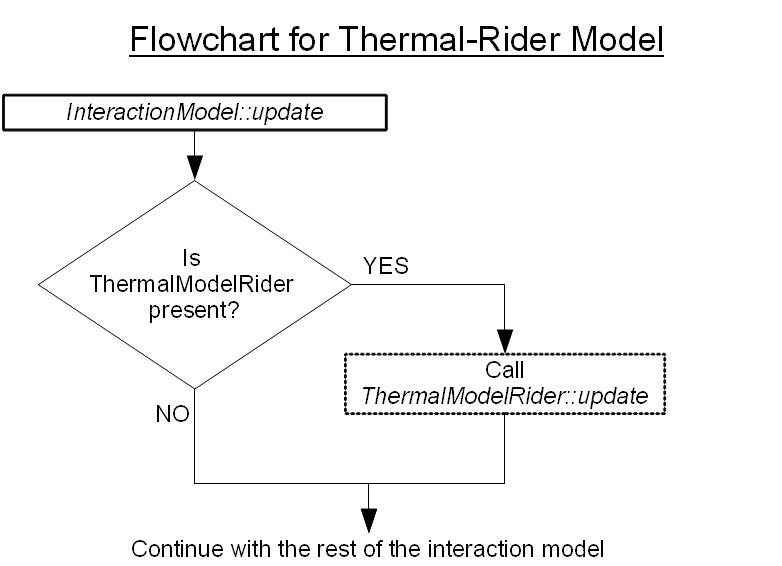 Flowchart for Thermal-Rider Model
InteractionModel::update
Is
ThermalModelRider
present?
YES
Call
ThermalModelRider::update
NO
Continue with the rest of the interaction model